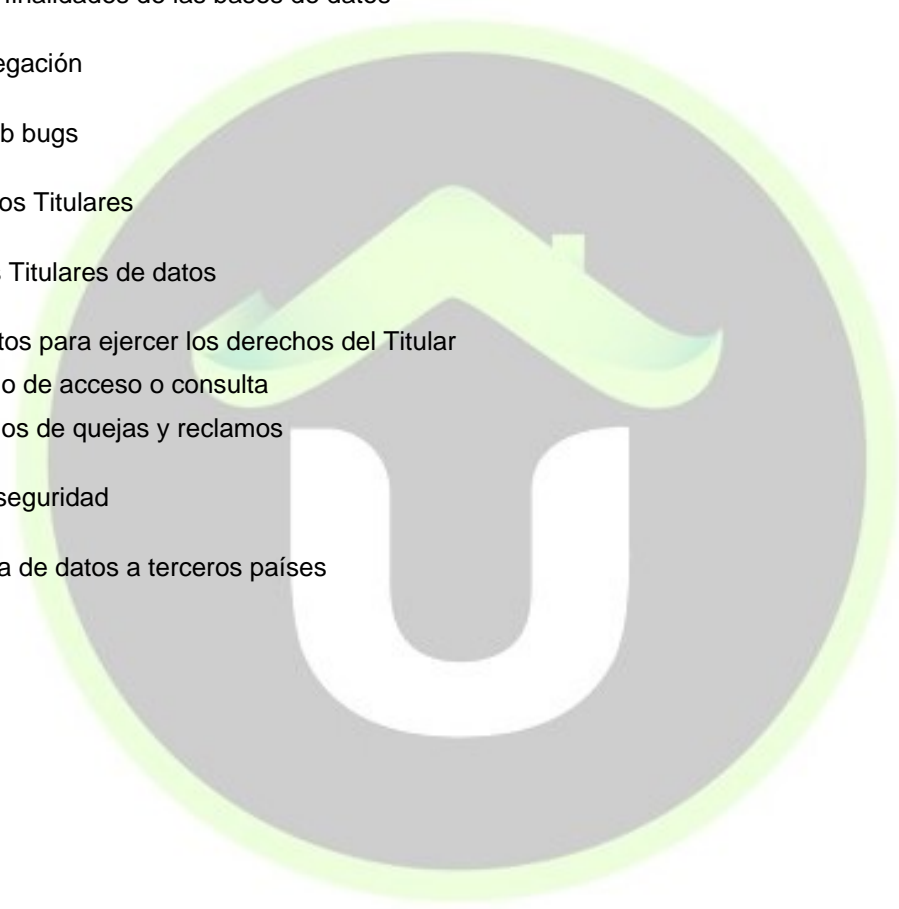 finalidades de las bases de datos
egación
b bugs
os Titulares
Titulares de datos
tos para ejercer los derechos del Titular
o de acceso o consulta
os de quejas y reclamos
seguridad
a de datos a terceros países